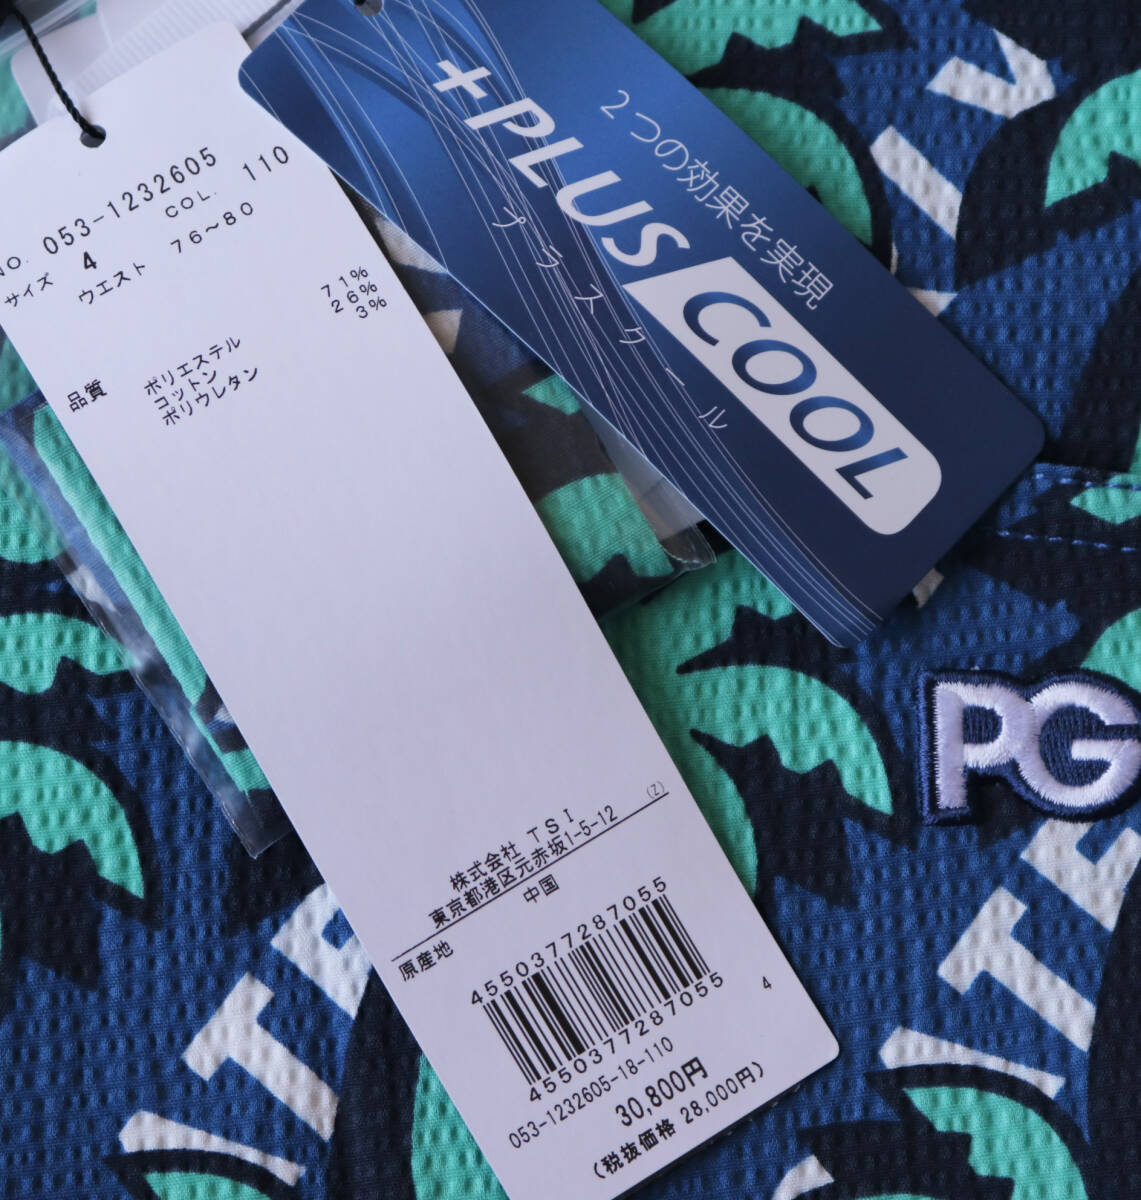 NO. 053-1232605
COL. 110
サイズ 4
ウエスト 76~80
品質 ポリエステル 71%
コットン 26%
ポリウレタン 3%
(Z)
株式会社 TSI
東京都港区元赤坂1-5-12
原産地 中国
4550377287055
4550377287055
4
053-1232605-18-110
30,800円
(税抜価格 28,000円)
2つの効果を実現
+PLUS COOL
プラスクール
PG